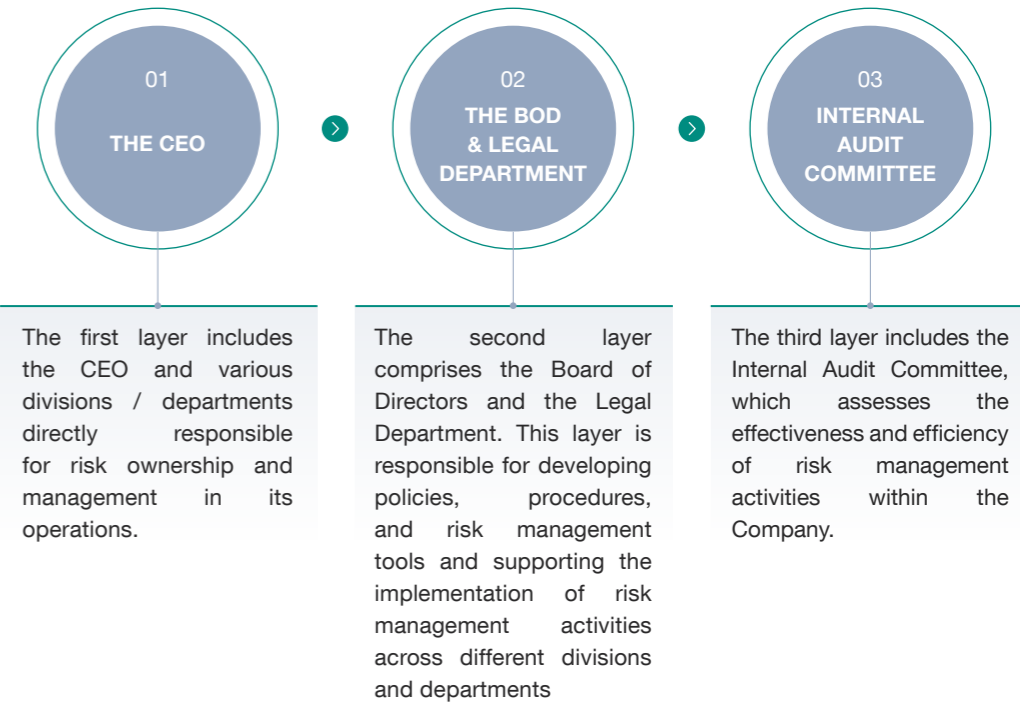 01
THE CEO
02
THE BOD
& LEGAL
DEPARTMENT
03
INTERNAL
AUDIT
COMMITTEE
The first layer includes
the CEO and various
divisions / departments
directly responsible
for risk ownership and
management in its
operations.
The second layer
comprises the Board of
Directors and the Legal
Department. This layer is
responsible for developing
policies, procedures,
and risk management
tools and supporting the
implementation of risk
management activities
across different divisions
and departments
The third layer includes the
Internal Audit Committee,
which assesses the
effectiveness and efficiency
of risk management
activities within the
Company.